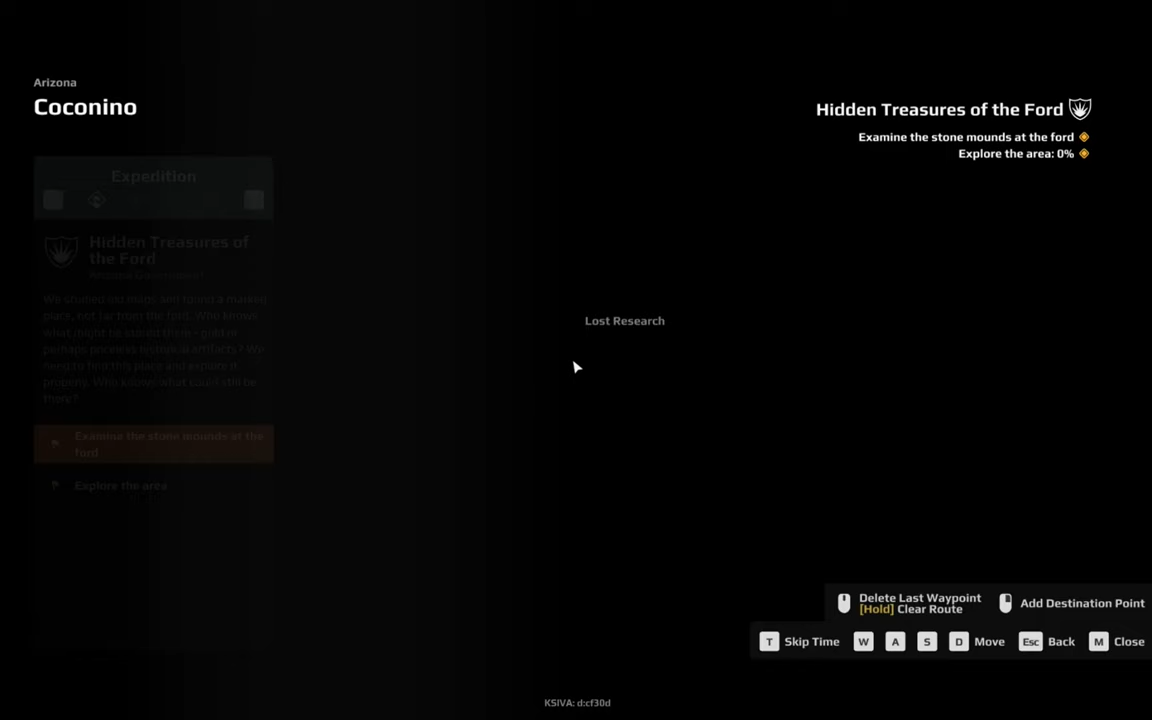 Arizona
Coconino
Hidden Treasures of the Ford
Examine the stone mounds at the ford
Explore the area: 0%
Expedition
Hidden Treasures of
the Ford
Regional Government
We studied old maps and found a marked
place, not far from the ford. Who knows
what might be stored there - gold or
perhaps priceless historical artifacts? We
need to find this place and explore it
properly. Who knows what could still be
there?
Examine the stone mounds at the
ford
Explore the area
Lost Research
Delete Last Waypoint
[Hold] Clear Route
Add Destination Point
T Skip Time W A S D Move Esc Back M Close
KSIVA: d:cf30d